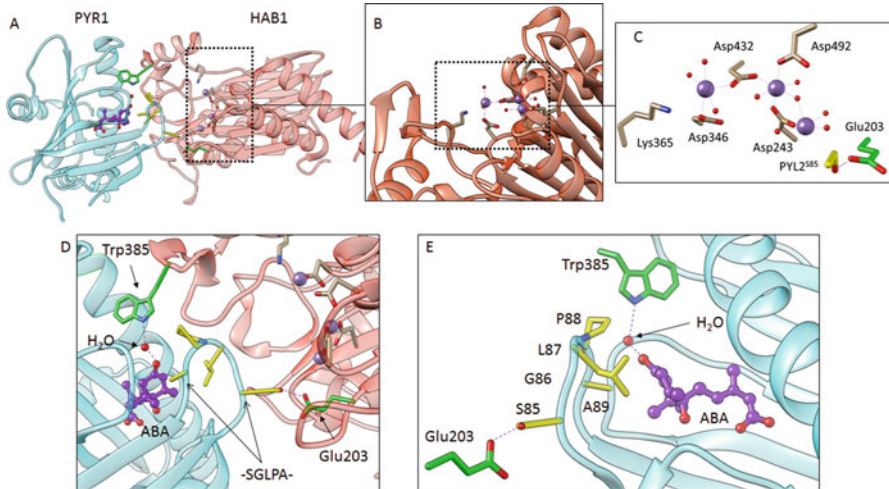 A
PYR1
HAB1
B
C
Asp432
Asp492
Lys365
Asp346
Asp243
Glu203
PYL2S85
D
Trp385
H2O
ABA
-SGLPA-
Glu203
E
Trp385
P88
H2O
L87
G86
A89
S85
ABA
Glu203